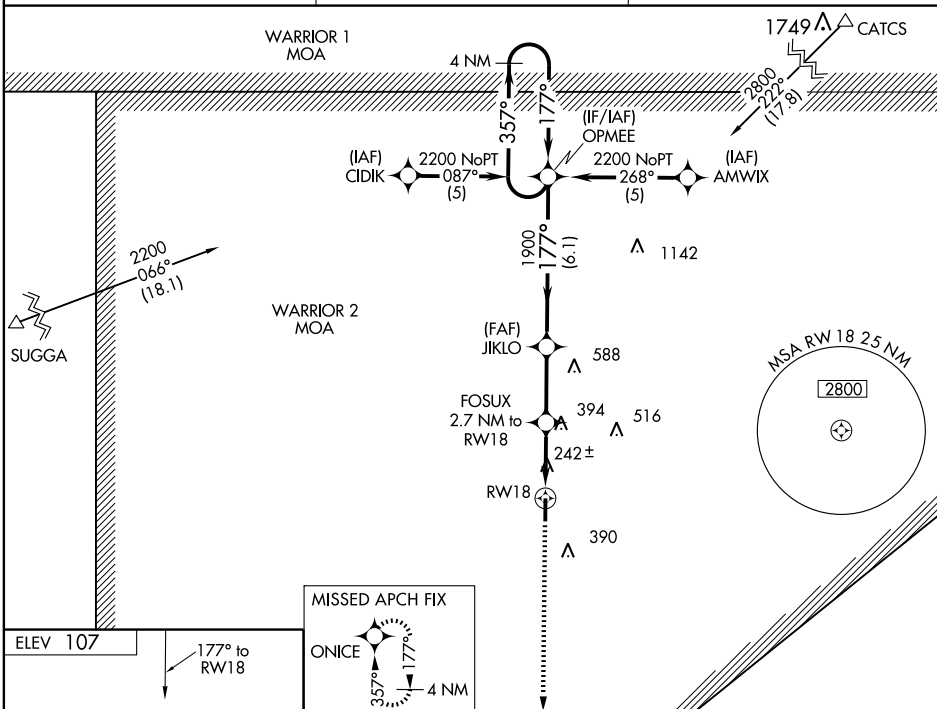 WARRIOR 1
MOA
4 NM
1749
CATCS
2800
222°
(17.8)
357°
177°
(IF/IAF)
OPMEE
(IAF)
CIDIK
2200 NoPT
087°
(5)
2200 NoPT
268°
(5)
(IAF)
AMWIX
1900
177°
(6.1)
1142
2200
066°
(18.1)
SUGGA
WARRIOR 2
MOA
(FAF)
JIKLO
588
MSA RW 18 25 NM
2800
FOSUX
2.7 NM to
RW18
394
516
242±
RW18
390
MISSED APCH FIX
ONICE
177°
357°
4 NM
ELEV 107
177° to
RW18